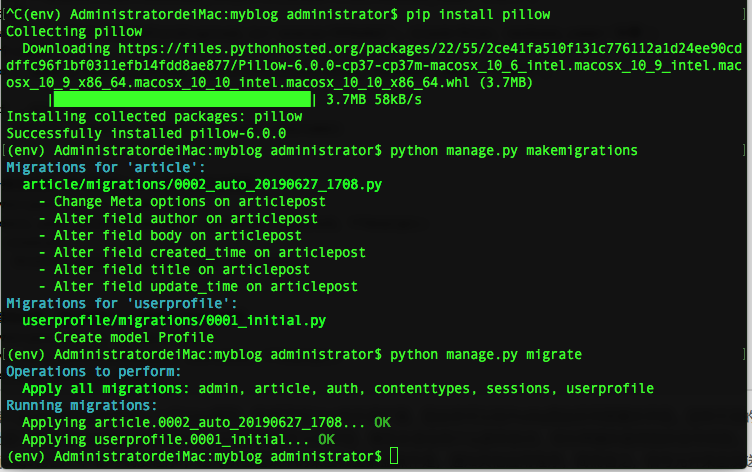 ^C(env) AdministratordeiMac:myblog administrator$ pip install pillow
Collecting pillow
  Downloading https://files.pythonhosted.org/packages/22/55/2ce41fa510f131c776112a1d24ee90cd
dffc96f1bf0311efb14fdd8ae877/Pillow-6.0.0-cp37-cp37m-macosx_10_6_intel.macosx_10_9_intel.mac
osx_10_9_x86_64.macosx_10_10_intel.macosx_10_10_x86_64.whl (3.7MB)
     |████████████████████████████████| 3.7MB 58kB/s
Installing collected packages: pillow
Successfully installed pillow-6.0.0
(env) AdministratordeiMac:myblog administrator$ python manage.py makemigrations
Migrations for 'article':
  article/migrations/0002_auto_20190627_1708.py
    - Change Meta options on articlepost
    - Alter field author on articlepost
    - Alter field body on articlepost
    - Alter field created_time on articlepost
    - Alter field title on articlepost
    - Alter field update_time on articlepost
Migrations for 'userprofile':
  userprofile/migrations/0001_initial.py
    - Create model Profile
(env) AdministratordeiMac:myblog administrator$ python manage.py migrate
Operations to perform:
  Apply all migrations: admin, article, auth, contenttypes, sessions, userprofile
Running migrations:
  Applying article.0002_auto_20190627_1708... OK
  Applying userprofile.0001_initial... OK
(env) AdministratordeiMac:myblog administrator$